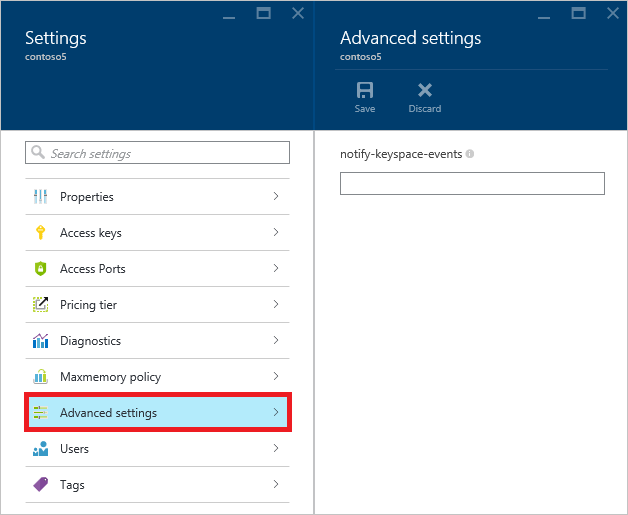 Settings
contoso5
Search settings
Properties
Access keys
Access Ports
Pricing tier
Diagnostics
Maxmemory policy
Advanced settings
Users
Tags
Advanced settings
contoso5
Save Discard
notify-keyspace-events